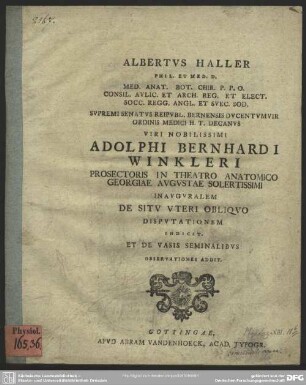 ALBERTVS HALLER
PHIL. ET MED. D.
MED. ANAT. BOT. CHIR. P. P. O.
CONSIL. AVLIC. ET ARCH. REG. ET ELECT.
SOCC. REGG. ANGL. ET SVEC. SOD.
SVPREMI SENATVS REIPVBL. BERNENSIS DVCENTVMVIR
ORDINIS MEDICI H. T. DECANVS
VIRI NOBILISSIMI
ADOLPHI BERNHARDI
WINKLERI
PROSECTORIS IN THEATRO ANATOMICO
GEORGIAE AVGVSTAE SOLERTISSIMI
INAVGVRALEM
DE SITV VTERI OBLIQVO
DISPVTATIONEM
INDICIT,
ET DE VASIS SEMINALIBVS
OBSERVATIONES ADDIT.
Physiol.
165,36
GOTTINGAE,
APVD ABRAM VANDENHOECK, ACAD. TYPOGR.